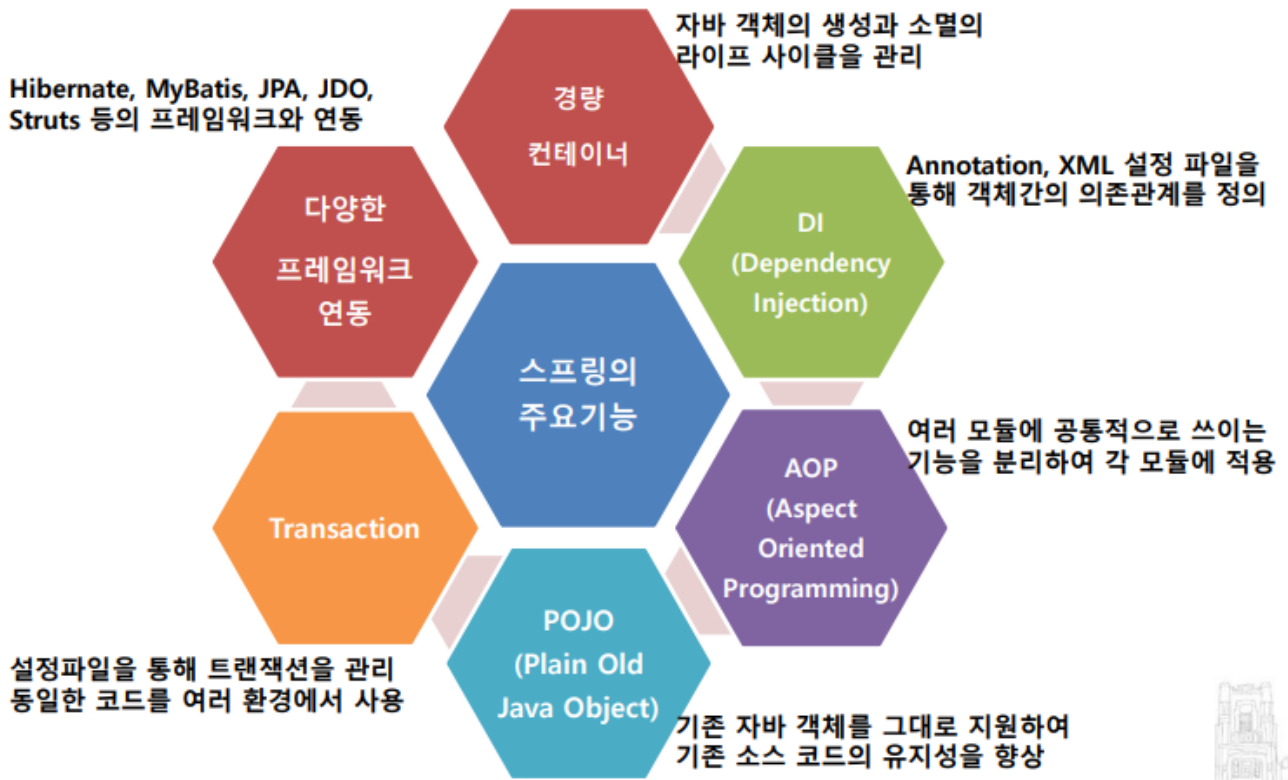 자바 객체의 생성과 소멸의
라이프 사이클을 관리
경량
컨테이너
Hibernate, MyBatis, JPA, JDO,
Struts 등의 프레임워크와 연동
다양한
프레임워크
연동
Annotation, XML 설정 파일을
통해 객체간의 의존관계를 정의
DI
(Dependency
Injection)
스프링의
주요기능
여러 모듈에 공통적으로 쓰이는
기능을 분리하여 각 모듈에 적용
AOP
(Aspect
Oriented
Programming)
Transaction
설정파일을 통해 트랜잭션을 관리
동일한 코드를 여러 환경에서 사용
POJO
(Plain Old
Java Object)
기존 자바 객체를 그대로 지원하여
기존 소스 코드의 유지성을 향상